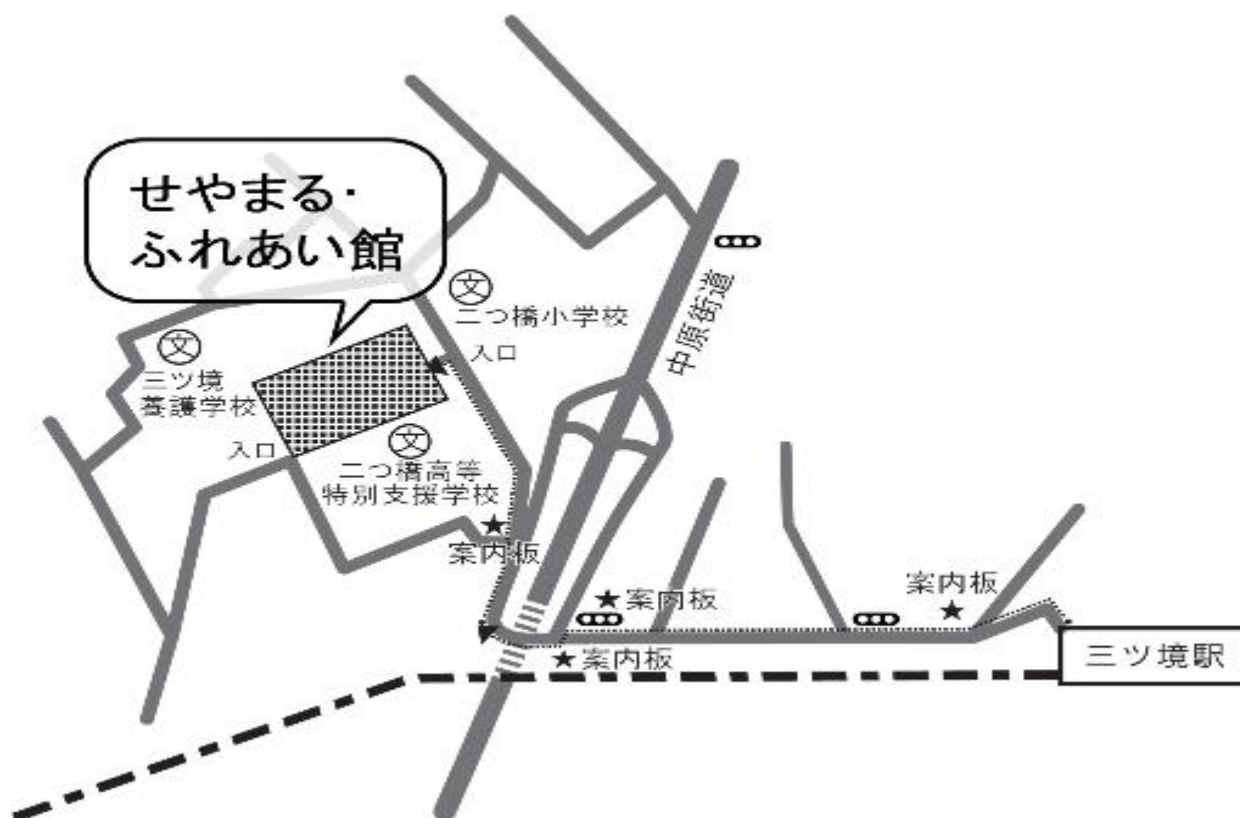 せやまる・
ふれあい館
文
二つ橋小学校
中原街道
入口
文
三ツ境
養護学校
入口
文
二つ橋高等
特別支援学校
案内板
案内板
案内板
案内板
三ツ境駅